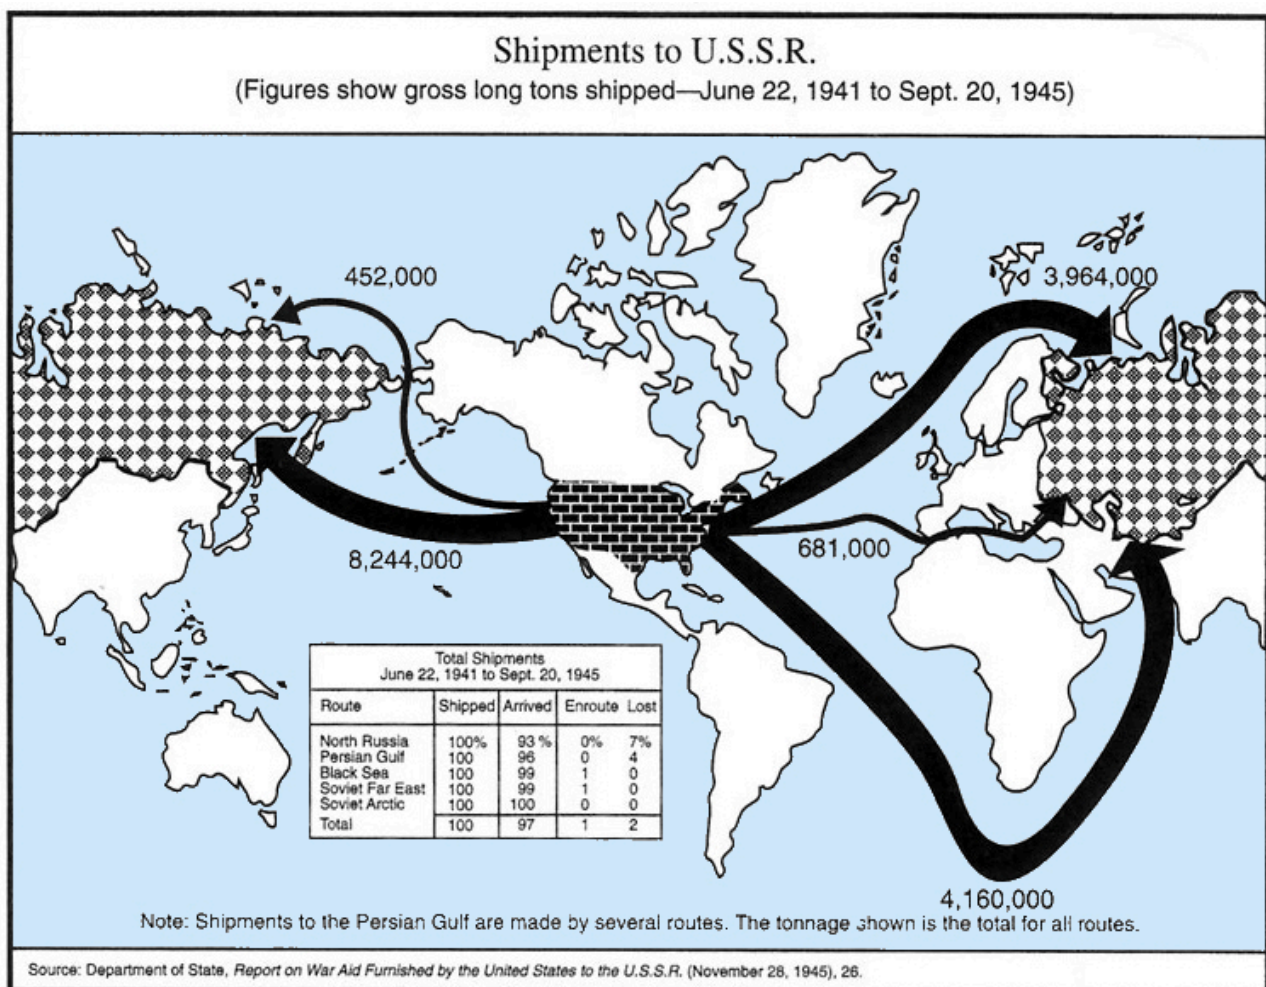 Shipments to U.S.S.R.
(Figures show gross long tons shipped—June 22, 1941 to Sept. 20, 1945)
452,000
3,964,000
8,244,000
681,000
Total Shipments
June 22, 1941 to Sept. 20, 1945
Route Shipped Arrived Enroute Lost
North Russia 100% 93 % 0% 7%
Persian Gulf 100 96 0 4
Black Sea 100 99 1 0
Soviet Far East 100 99 1 0
Soviet Arctic 100 100 0 0
Total 100 97 1 2
4,160,000
Note: Shipments to the Persian Gulf are made by several routes. The tonnage shown is the total for all routes.
Source: Department of State, Report on War Aid Furnished by the United States to the U.S.S.R. (November 28, 1945), 26.